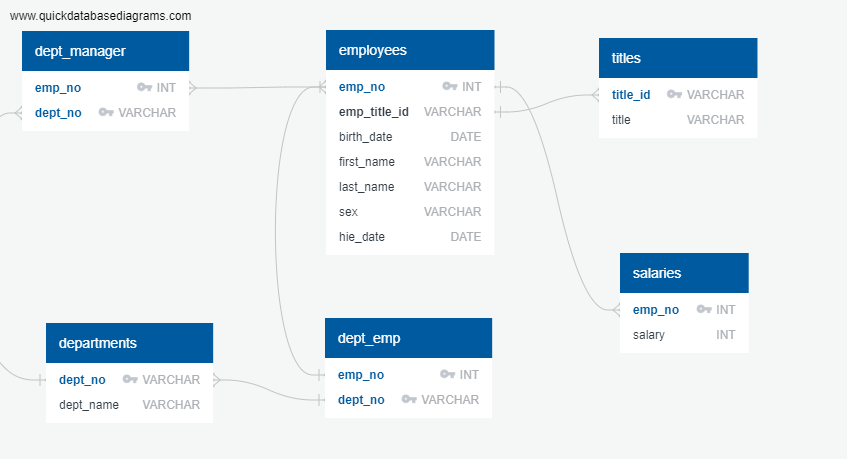 www.quickdatabasediagrams.com
dept_manager
emp_no INT
dept_no VARCHAR
employees
emp_no INT
emp_title_id VARCHAR
birth_date DATE
first_name VARCHAR
last_name VARCHAR
sex VARCHAR
hie_date DATE
titles
title_id VARCHAR
title VARCHAR
salaries
emp_no INT
salary INT
departments
dept_no VARCHAR
dept_name VARCHAR
dept_emp
emp_no INT
dept_no VARCHAR